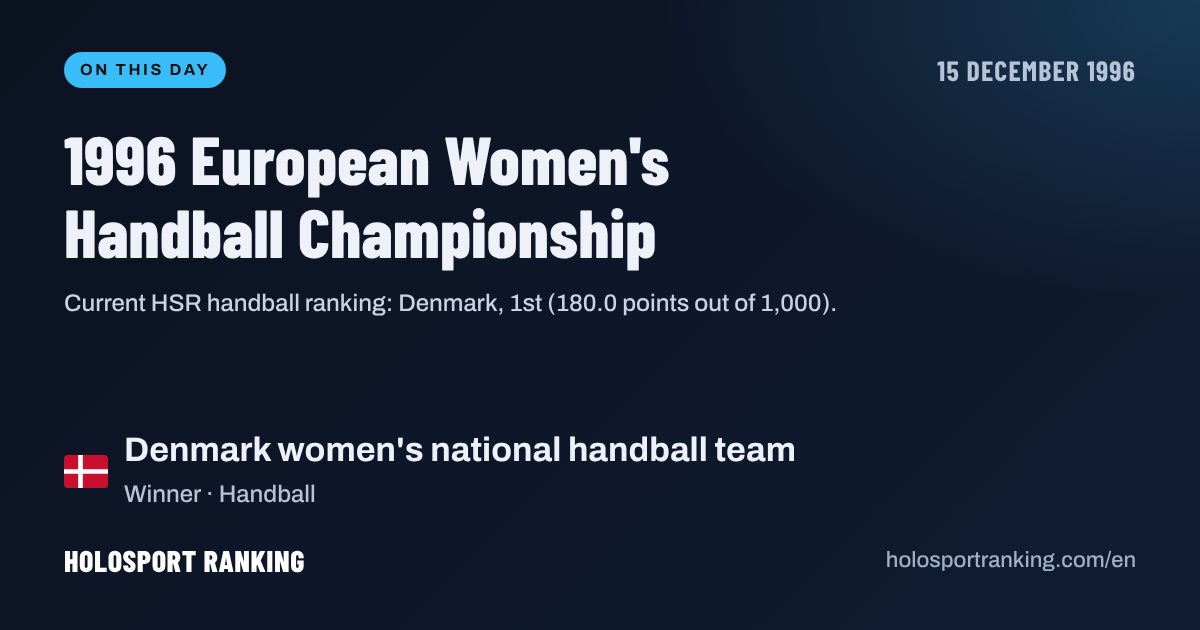 ON THIS DAY
15 DECEMBER 1996
1996 European Women's
Handball Championship
Current HSR handball ranking: Denmark, 1st (180.0 points out of 1,000).
Denmark women's national handball team
Winner · Handball
HOLOSPORT RANKING
holosportranking.com/en